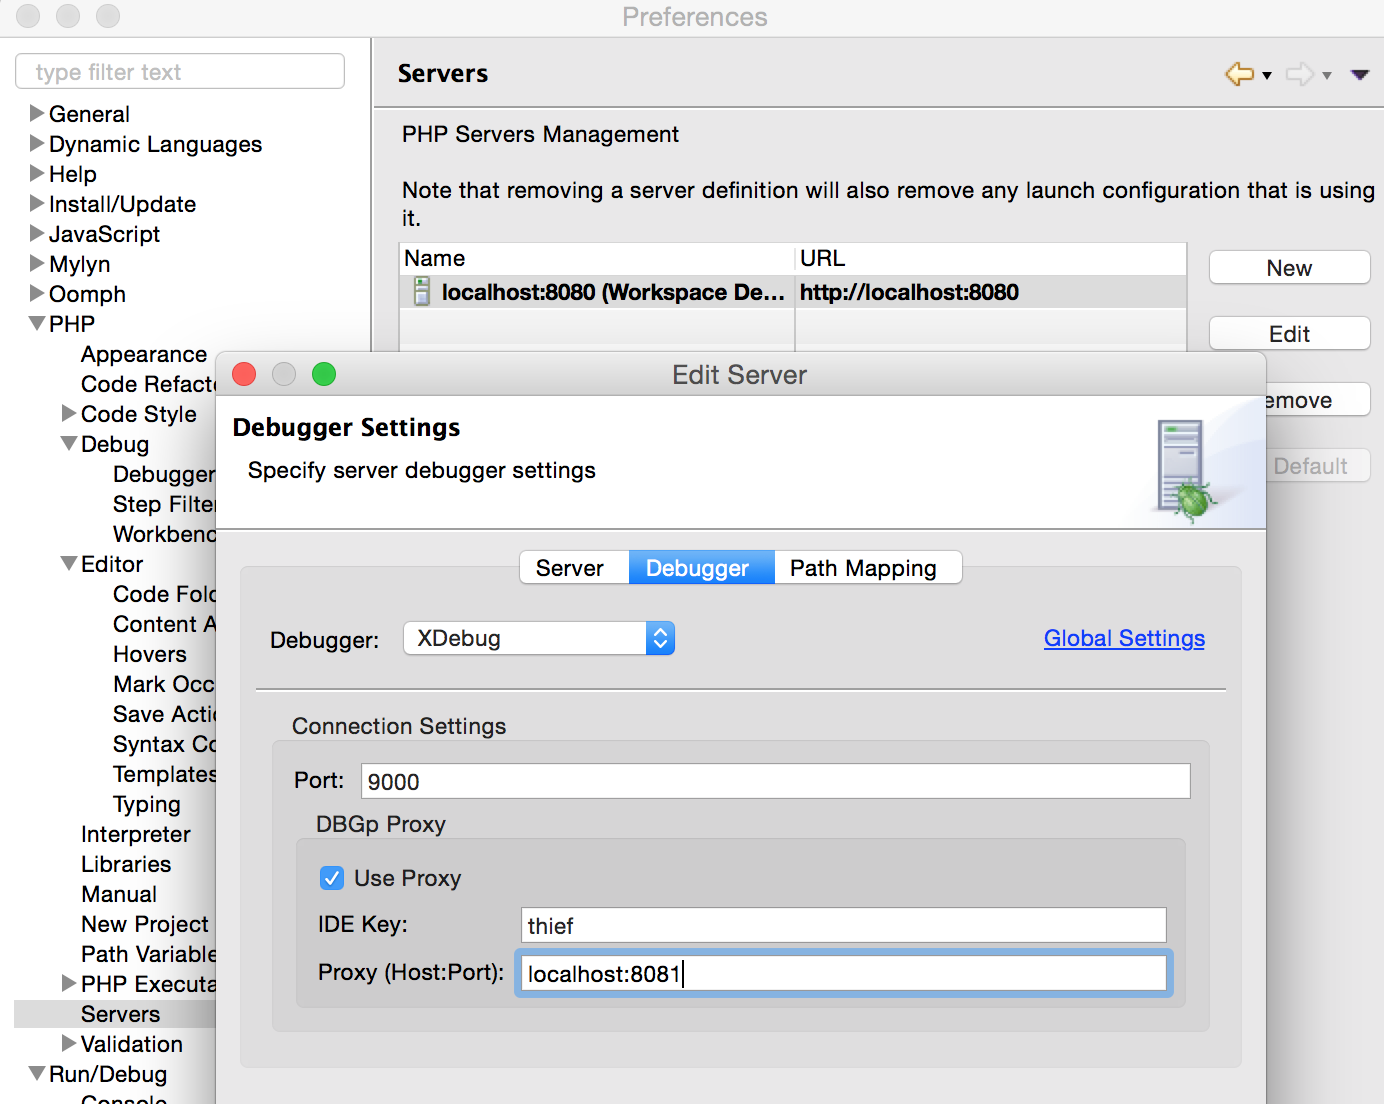 Preferences
type filter text
General
Dynamic Languages
Help
Install/Update
JavaScript
Mylyn
Oomph
PHP
Appearance
Code Refacto
Code Style
Debug
Debugger
Step Filte
Workbenc
Editor
Code Fold
Content A
Hovers
Mark Occ
Save Actio
Syntax Co
Templates
Typing
Interpreter
Libraries
Manual
New Project
Path Variable
PHP Executa
Servers
Validation
Run/Debug
Console
Servers
PHP Servers Management
Note that removing a server definition will also remove any launch configuration that is using
it.
Name URL
localhost:8080 (Workspace De... http://localhost:8080
New
Edit
emove
Default
Edit Server
Debugger Settings
Specify server debugger settings
Server Debugger Path Mapping
Debugger: XDebug Global Settings
Connection Settings
Port: 9000
DBGp Proxy
Use Proxy
IDE Key: thief
Proxy (Host:Port): localhost:8081